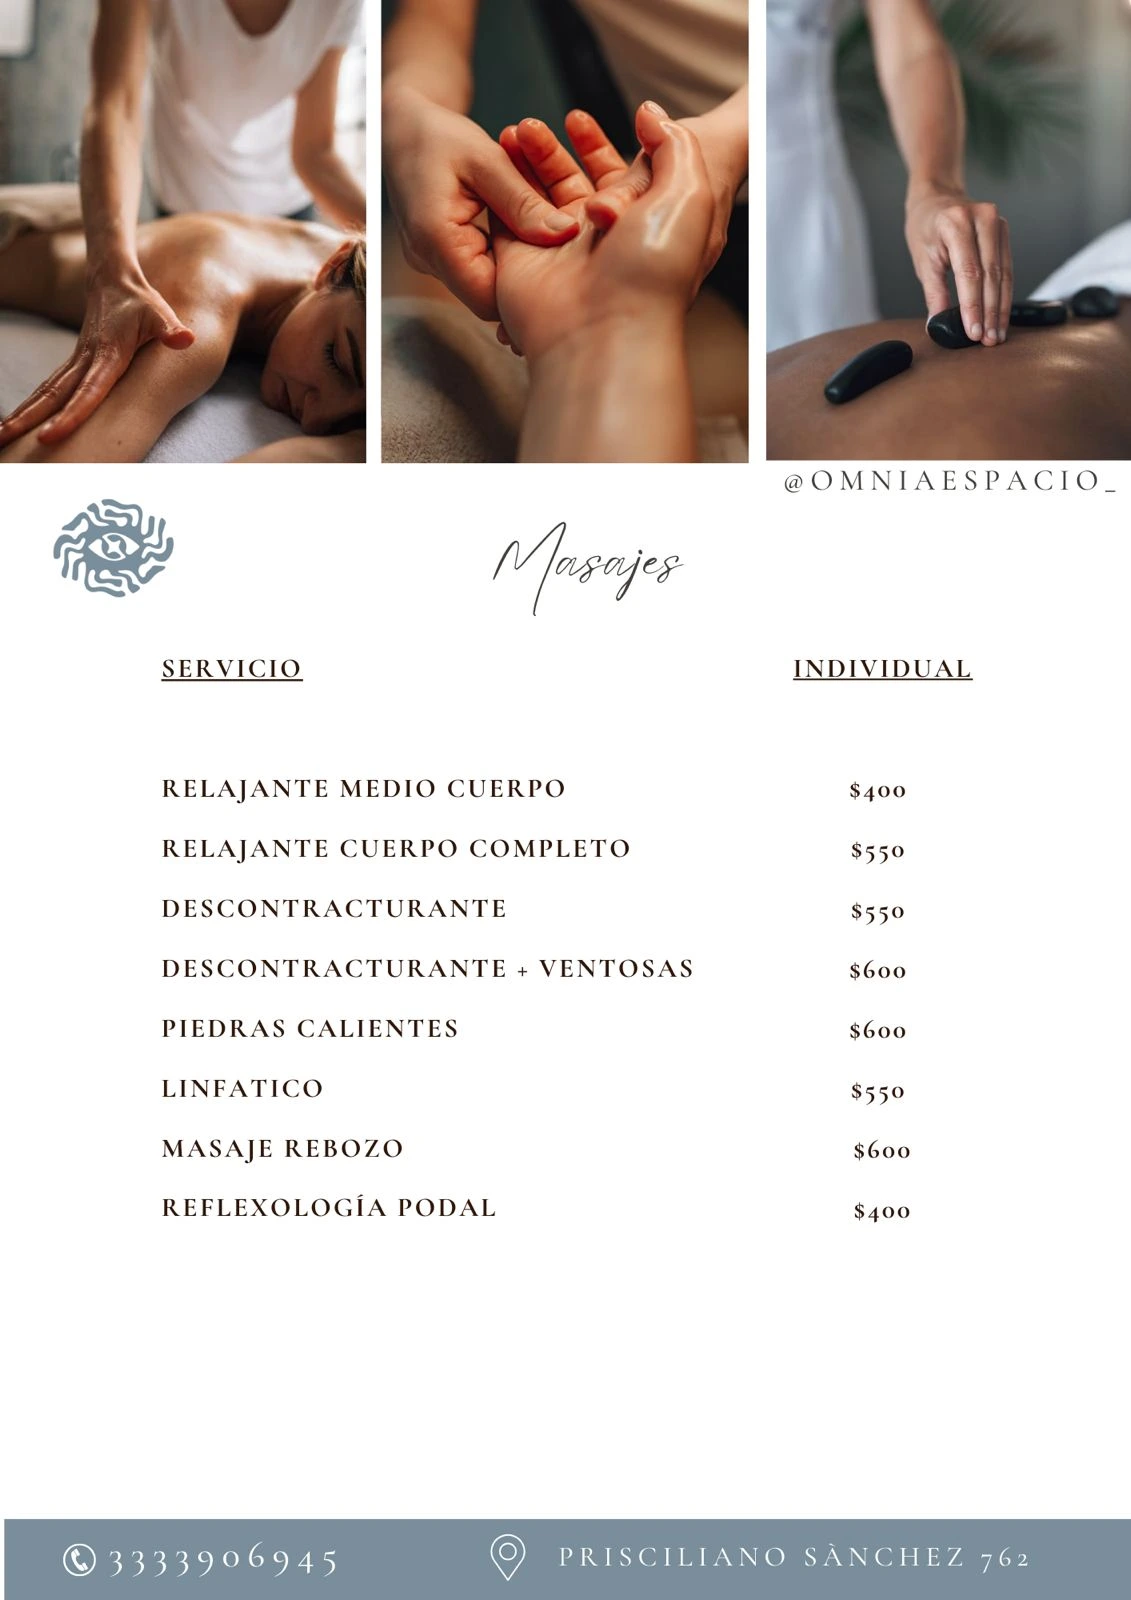 @OMNIAESPACIO_
Masajes
SERVICIO INDIVIDUAL
RELAJANTE MEDIO CUERPO $400
RELAJANTE CUERPO COMPLETO $550
DESCONTRACTURANTE $550
DESCONTRACTURANTE + VENTOSAS $600
PIEDRAS CALIENTES $600
LINFATICO $550
MASAJE REBOZO $600
REFLEXOLOGÍA PODAL $400
3333906945 PRISCILIANO SÀNCHEZ 762